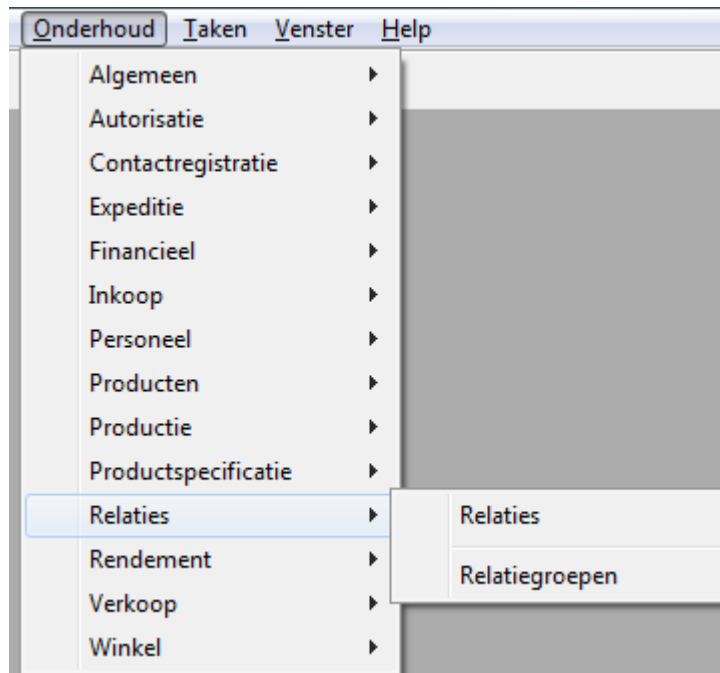 Onderhoud Taken Venster Help
Algemeen
Autorisatie
Contactregistratie
Expeditie
Financieel
Inkoop
Personeel
Producten
Productie
Productspecificatie
Relaties
Rendement
Verkoop
Winkel
Relaties
Relatiegroepen